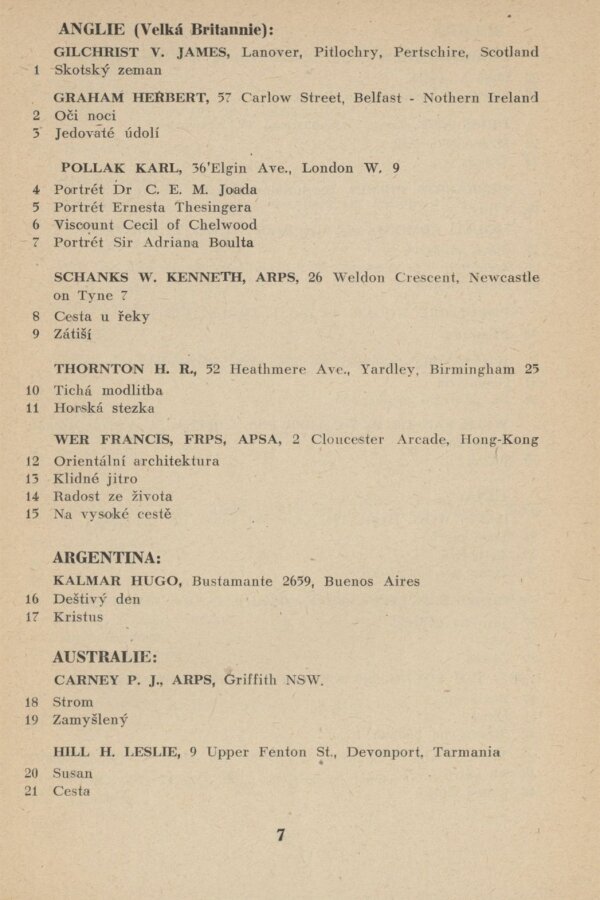 ANGLIE (Velká Britannie):
GILCHRIST V. JAMES, Lanover, Pitlochry, Pertschire, Scotland
1 Skotský zeman
GRAHAM HERBERT, 57 Carlow Street, Belfast - Nothern Ireland
2 Oči noci
3 Jedovaté údolí
POLLAK KARL, 36'Elgin Ave., London W. 9
4 Portrét Dr C. E. M. Joada
5 Portrét Ernesta Thesingera
6 Viscount Cecil of Chelwood
7 Portrét Sir Adriana Boulta
SCHANKS W. KENNETH, ARPS, 26 Weldon Crescent, Newcastle
on Tyne 7
8 Cesta u řeky
9 Zátiší
THORNTON H. R., 52 Heathmere Ave., Yardley, Birmingham 25
10 Tichá modlitba
11 Horská stezka
WER FRANCIS, FRPS, APSA, 2 Cloucester Arcade, Hong-Kong
12 Orientální architektura
13 Klidné jitro
14 Radost ze života
15 Na vysoké cestě
ARGENTINA:
KALMAR HUGO, Bustamante 2659, Buenos Aires
16 Deštivý den
17 Kristus
AUSTRALIE:
CARNEY P. J., ARPS, Griffith NSW.
18 Strom
19 Zamyšlený
HILL H. LESLIE, 9 Upper Fenton St., Devonport, Tarmania
20 Susan
21 Cesta
7